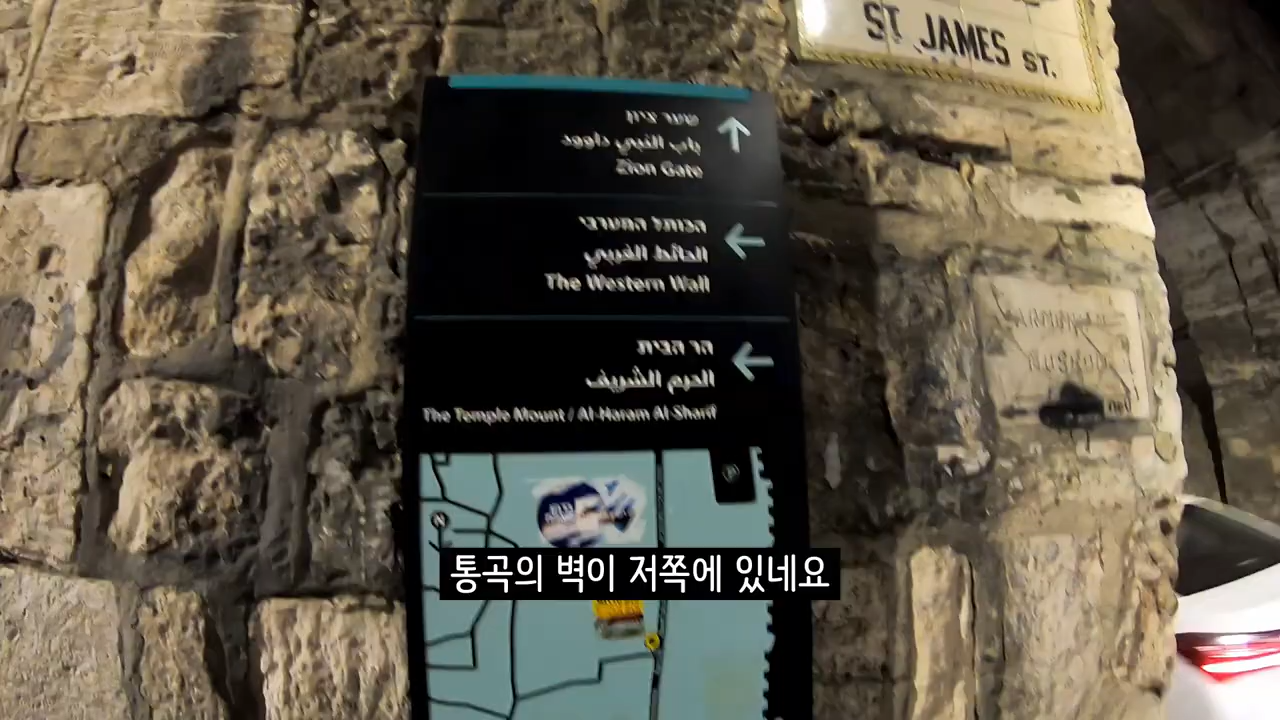 ST. JAMES ST.
שער ציון
باب النبي داوود
Zion Gate
הכותל המערבי
الحائط الغربي
The Western Wall
הר הבית
الحرم الشريف
The Temple Mount / Al-Haram Al-Sharif
통곡의 벽이 저쪽에 있네요